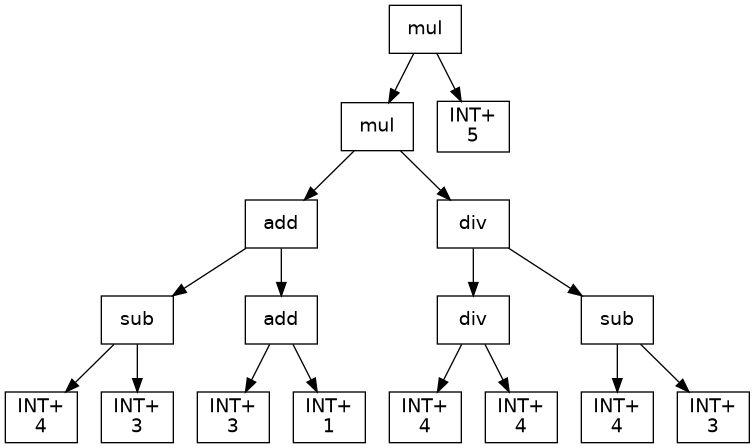 mul
mul
INT+
5
add
div
sub
add
div
sub
INT+
4
INT+
3
INT+
3
INT+
1
INT+
4
INT+
4
INT+
4
INT+
3